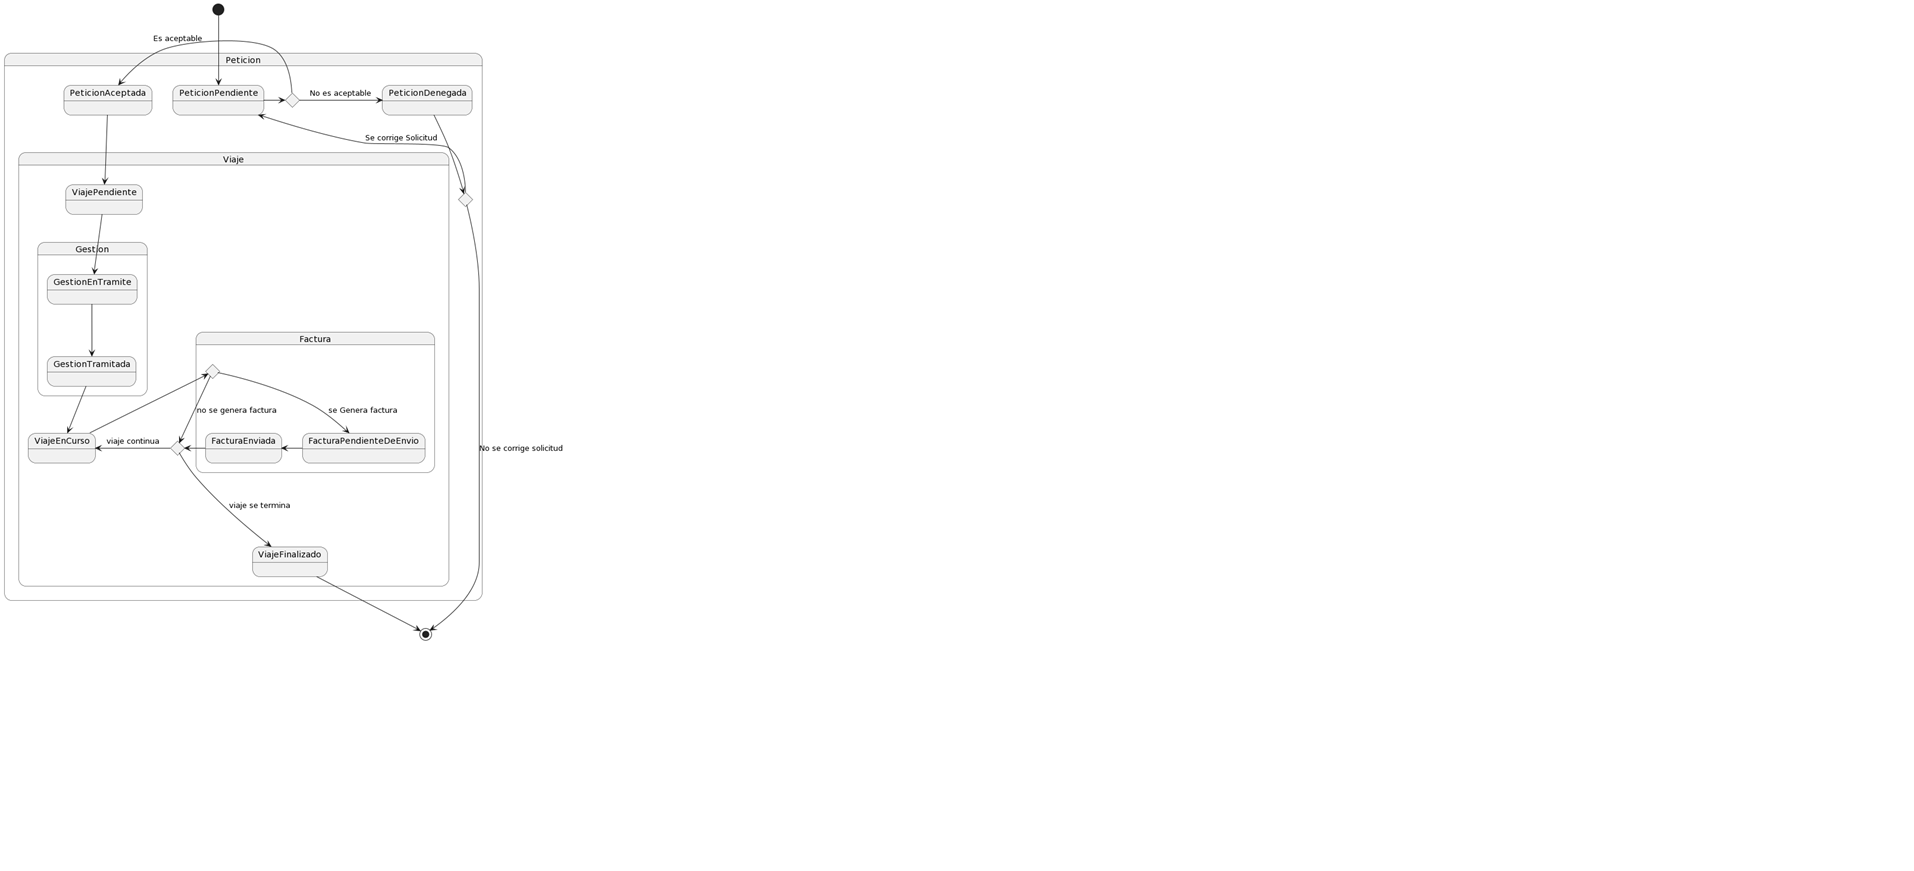 Es aceptable
Peticion
PeticionAceptada
PeticionPendiente
No es aceptable
PeticionDenegada
Se corrige Solicitud
Viaje
ViajePendiente
Gestion
GestionEnTramite
Factura
GestionTramitada
no se genera factura
se Genera factura
ViajeEnCurso
viaje continua
FacturaEnviada
FacturaPendienteDeEnvio
No se corrige solicitud
viaje se termina
ViajeFinalizado